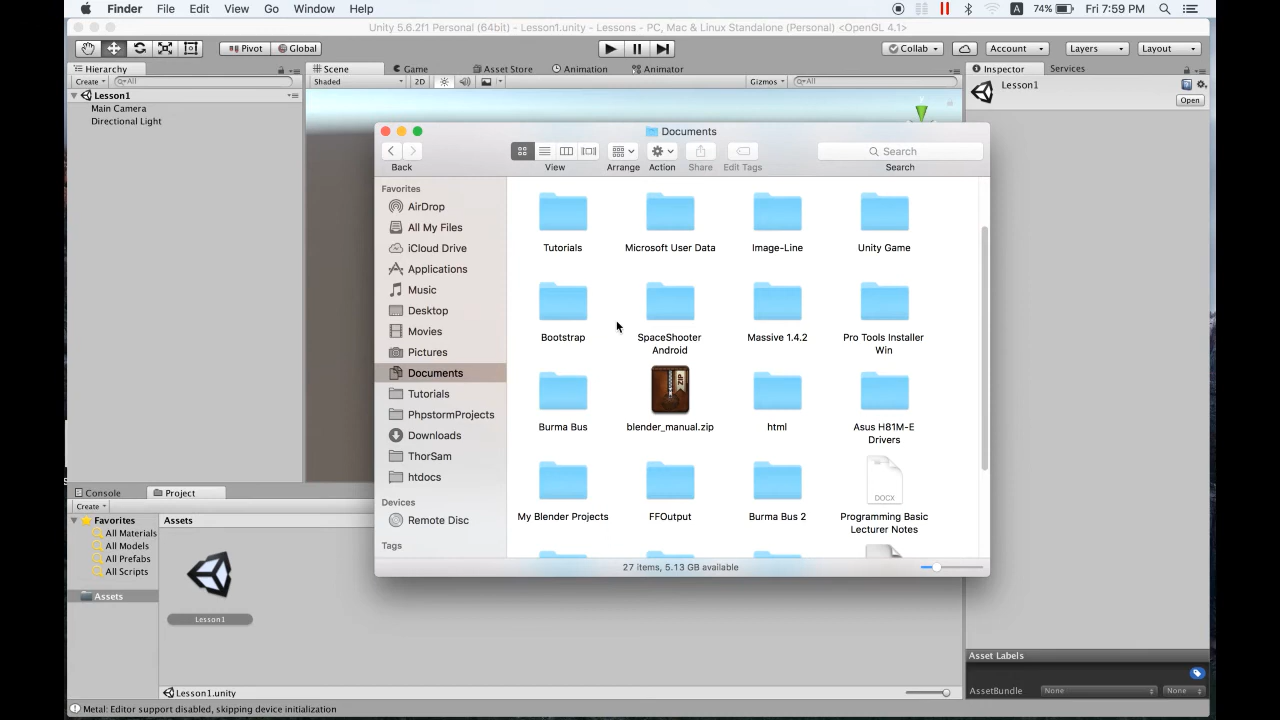 Finder File Edit View Go Window Help
A 74% Fri 7:59 PM
Unity 5.6.2f1 Personal (64bit) - Lesson1.unity - Lessons - PC, Mac & Linux Standalone (Personal) <OpenGL 4.1>
Pivot Global Collab Account Layers Layout
Hierarchy Scene Game Asset Store Animation Animator Inspector Services
Create All Shaded 2D Gizmos All
Lesson1
Main Camera
Directional Light
Lesson1
Open
Documents
Back View Arrange Action Share Edit Tags Search
Search
Favorites
AirDrop
All My Files
iCloud Drive
Applications
Music
Desktop
Movies
Pictures
Documents
Tutorials
PhpstormProjects
Downloads
ThorSam
htdocs
Devices
Remote Disc
Tags
Tutorials Microsoft User Data Image-Line Unity Game
Bootstrap SpaceShooter Android Massive 1.4.2 Pro Tools Installer Win
Burma Bus blender_manual.zip html Asus H81M-E Drivers
ZIP
DOCX
My Blender Projects FFOutput Burma Bus 2 Programming Basic Lecturer Notes
27 items, 5.13 GB available
Console Project
Create
Favorites
All Materials
All Models
All Prefabs
All Scripts
Assets
Assets
Lesson1
Lesson1.unity
Asset Labels
AssetBundle None None
Metal: Editor support disabled, skipping device initialization